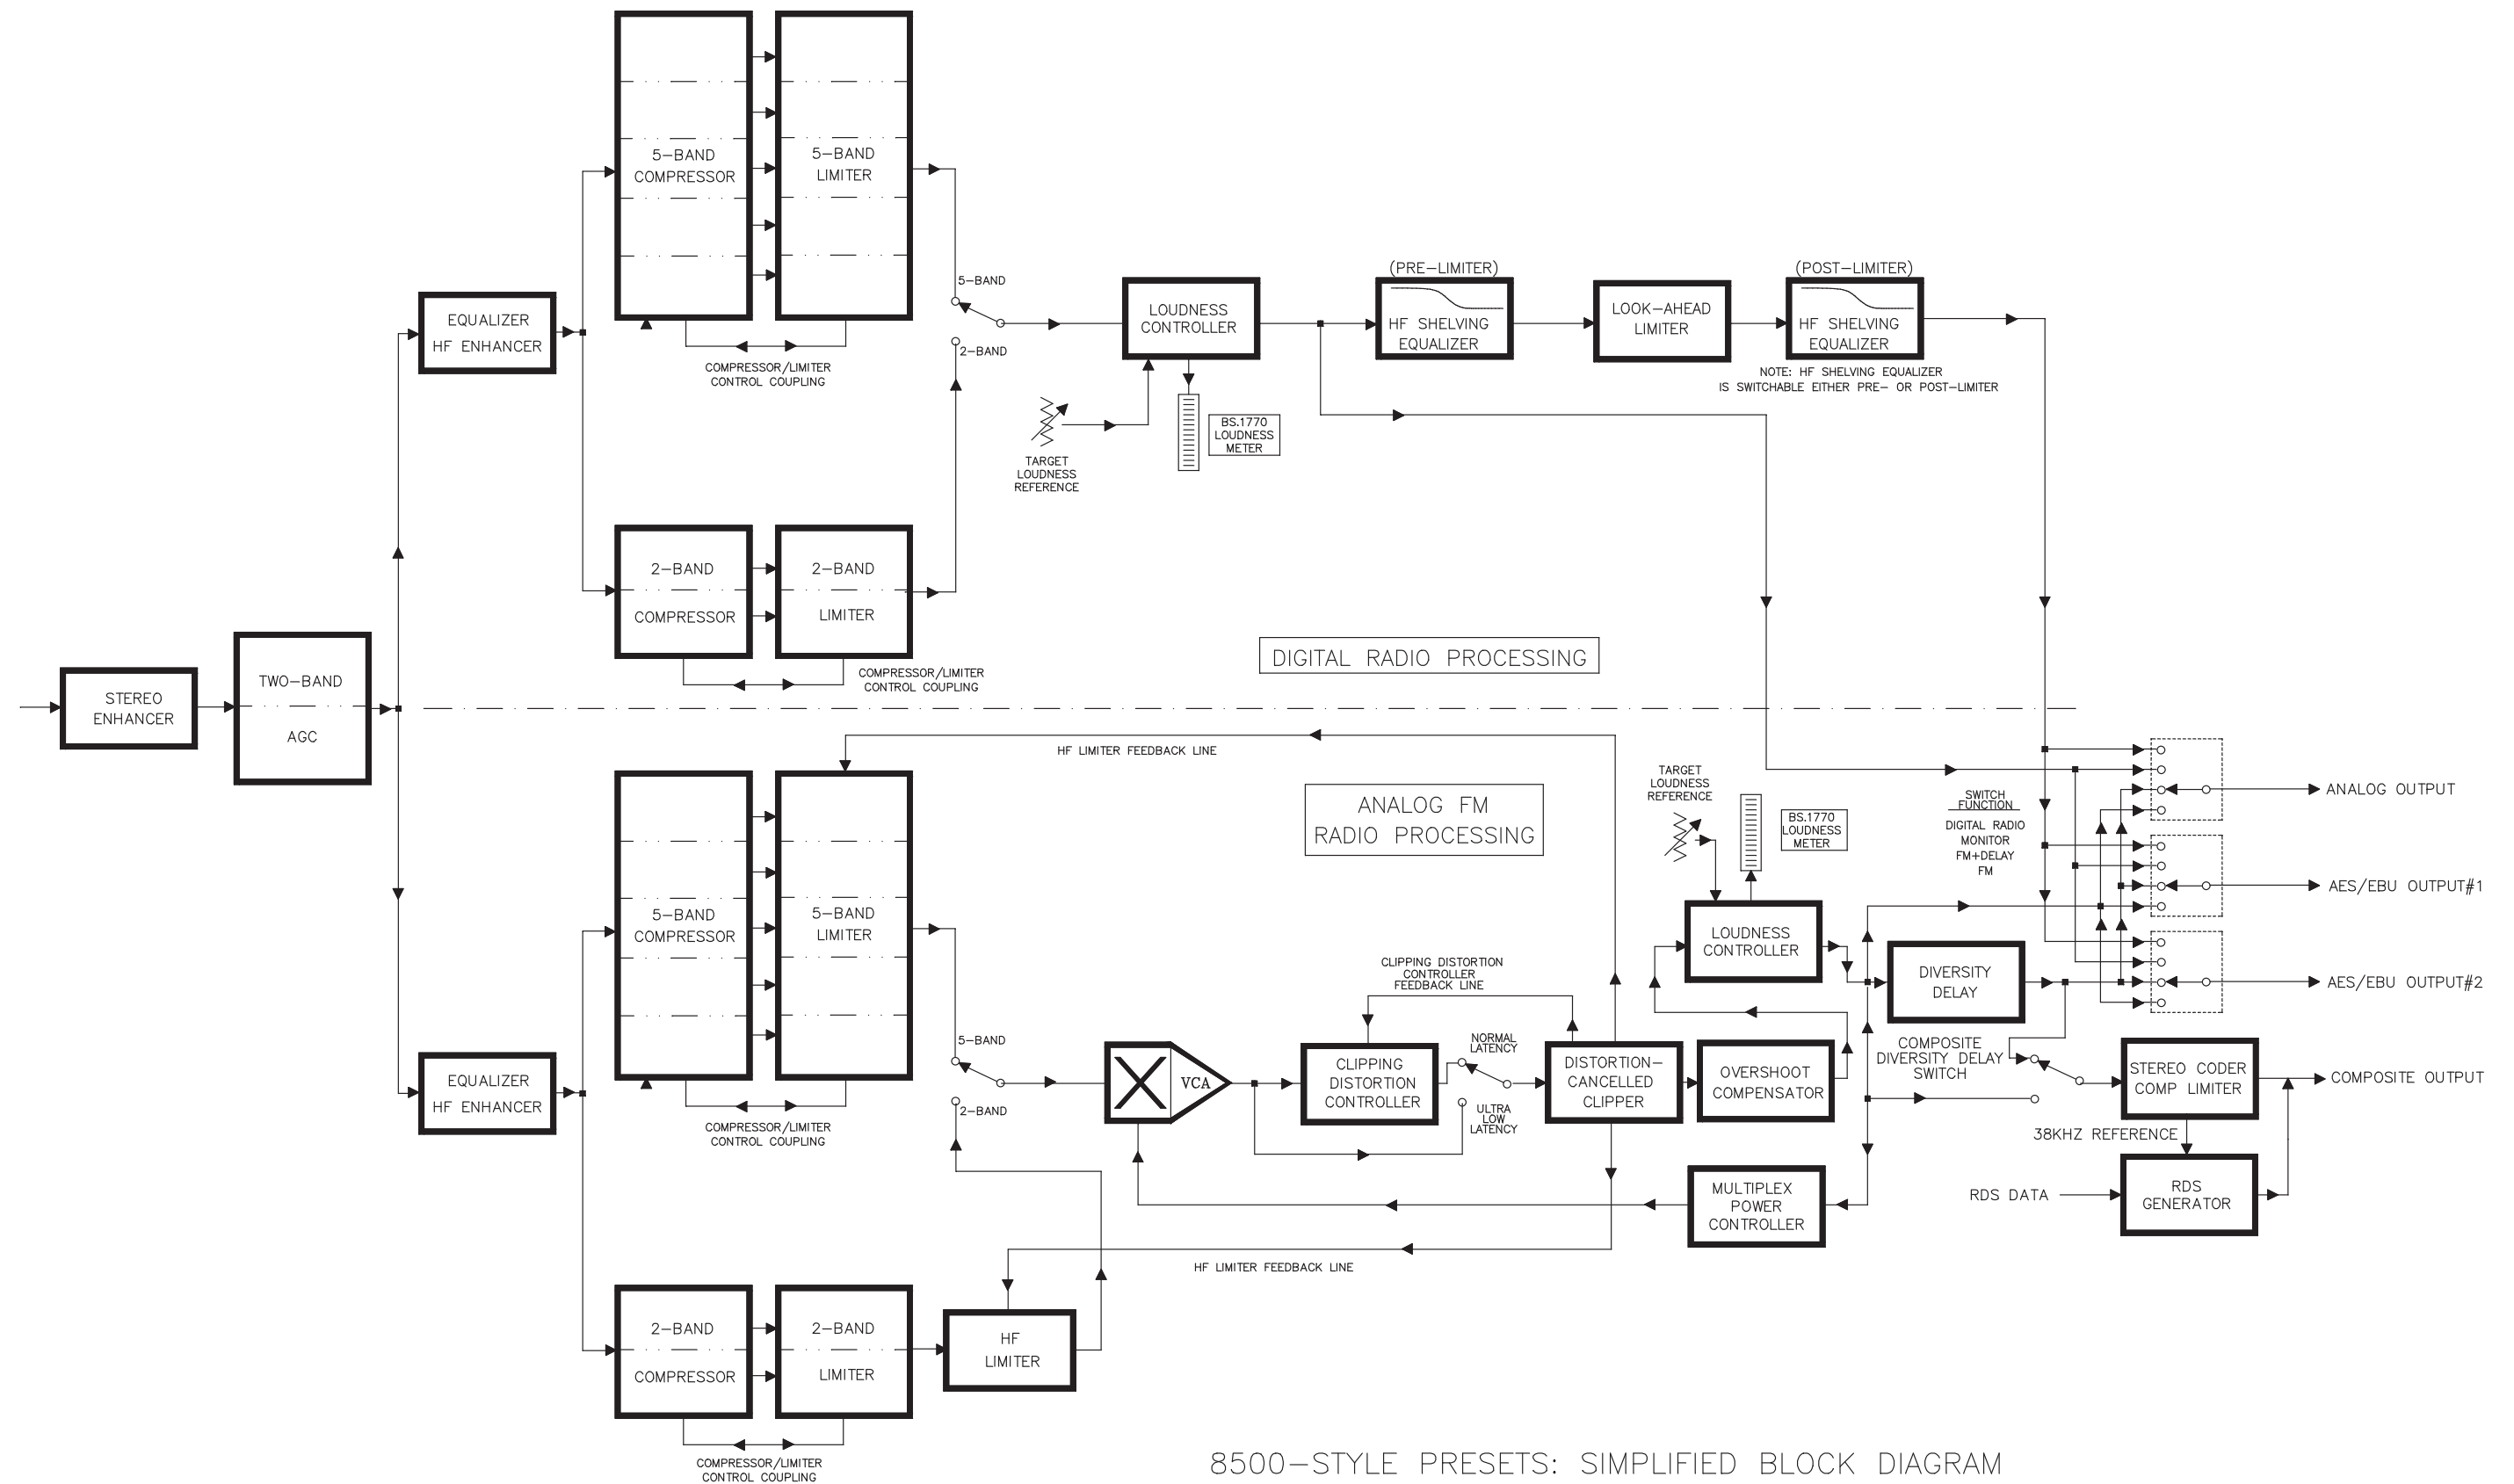 5-BAND
COMPRESSOR
5-BAND
LIMITER
EQUALIZER
HF ENHANCER
COMPRESSOR/LIMITER
CONTROL COUPLING
5-BAND
2-BAND
LOUDNESS
CONTROLLER
TARGET
LOUDNESS
REFERENCE
BS.1770
LOUDNESS
METER
(PRE-LIMITER)
HF SHELVING
EQUALIZER
LOOK-AHEAD
LIMITER
(POST-LIMITER)
HF SHELVING
EQUALIZER
NOTE: HF SHELVING EQUALIZER
IS SWITCHABLE EITHER PRE- OR POST-LIMITER
2-BAND
COMPRESSOR
2-BAND
LIMITER
COMPRESSOR/LIMITER
CONTROL COUPLING
DIGITAL RADIO PROCESSING
STEREO
ENHANCER
TWO-BAND
AGC
HF LIMITER FEEDBACK LINE
ANALOG FM
RADIO PROCESSING
5-BAND
COMPRESSOR
5-BAND
LIMITER
EQUALIZER
HF ENHANCER
COMPRESSOR/LIMITER
CONTROL COUPLING
5-BAND
2-BAND
VCA
CLIPPING DISTORTION
CONTROLLER
FEEDBACK LINE
CLIPPING
DISTORTION
CONTROLLER
NORMAL
LATENCY
ULTRA
LOW
LATENCY
DISTORTION-
CANCELLED
CLIPPER
OVERSHOOT
COMPENSATOR
TARGET
LOUDNESS
REFERENCE
BS.1770
LOUDNESS
METER
LOUDNESS
CONTROLLER
DIVERSITY
DELAY
SWITCH
FUNCTION
DIGITAL RADIO
MONITOR
FM+DELAY
FM
ANALOG OUTPUT
AES/EBU OUTPUT#1
AES/EBU OUTPUT#2
COMPOSITE
DIVERSITY DELAY
SWITCH
STEREO CODER
COMP LIMITER
COMPOSITE OUTPUT
38KHZ REFERENCE
RDS DATA
RDS
GENERATOR
MULTIPLEX
POWER
CONTROLLER
HF LIMITER FEEDBACK LINE
2-BAND
COMPRESSOR
2-BAND
LIMITER
HF
LIMITER
COMPRESSOR/LIMITER
CONTROL COUPLING
8500-STYLE PRESETS: SIMPLIFIED BLOCK DIAGRAM